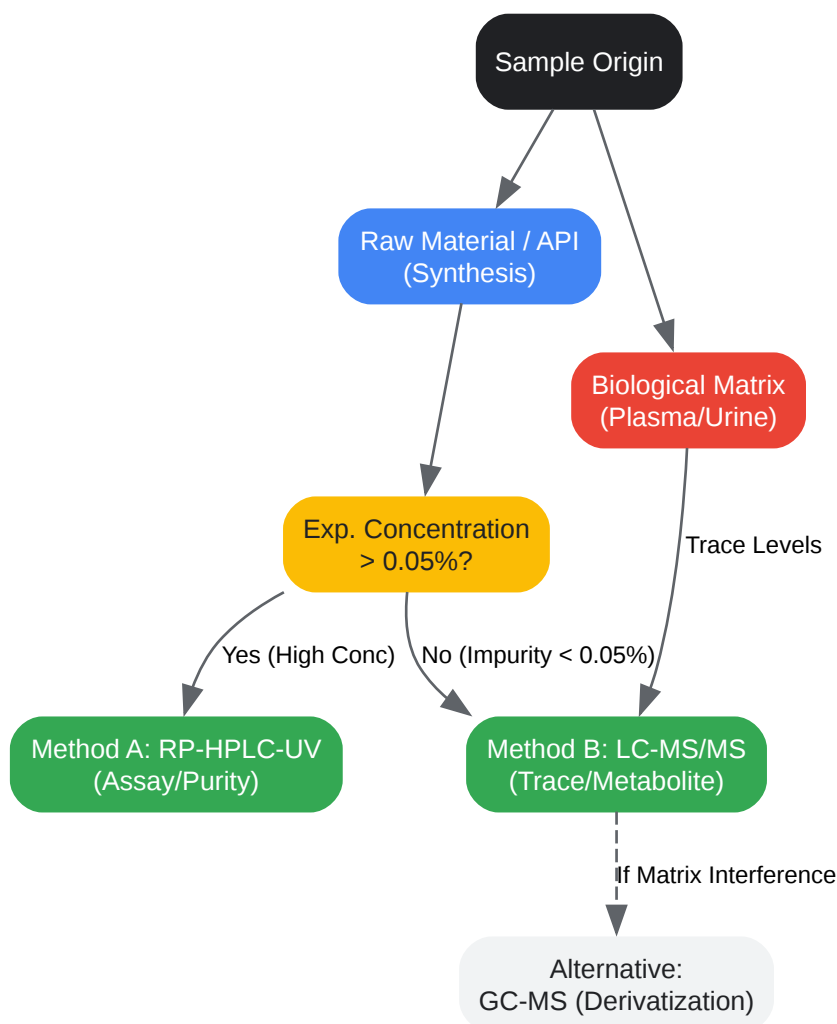 Sample Origin
Raw Material / API
(Synthesis)
Biological Matrix
(Plasma/Urine)
Exp. Concentration
> 0.05%?
Trace Levels
Yes (High Conc)
No (Impurity < 0.05%)
Method A: RP-HPLC-UV
(Assay/Purity)
Method B: LC-MS/MS
(Trace/Metabolite)
If Matrix Interference
Alternative:
GC-MS (Derivatization)